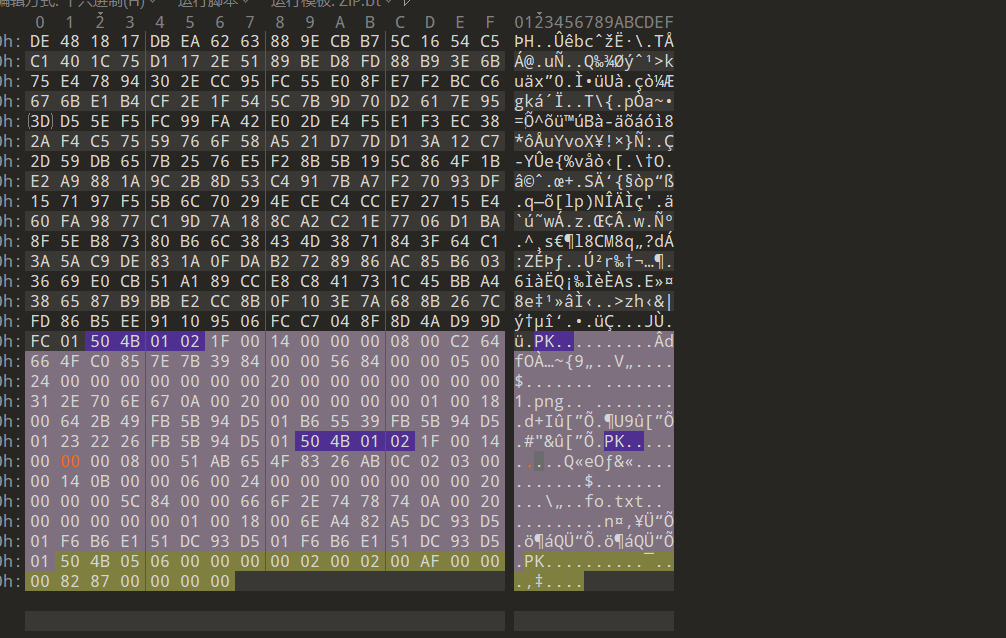 编辑方式: 十六进制(H) 运行脚本 运行模板: ZIP.bt
0 1 2 3 4 5 6 7 8 9 A B C D E F 0123456789ABCDEF
0h: DE 48 18 17 DB EA 62 63 88 9E CB B7 5C 16 54 C5 ÞH..ÛêbcˆžË·\.TÅ
0h: C1 40 1C 75 D1 17 2E 51 89 BE D8 FD 88 B9 3E 6B Á@.uÑ..Q‰¾Øýˆ¹>k
0h: 75 E4 78 94 30 2E CC 95 FC 55 E0 8F E7 F2 BC C6 uäx”0.Ì•üUà.çò¼Æ
0h: 67 6B E1 B4 CF 2E 1F 54 5C 7B 9D 70 D2 61 7E 95 gká´Ï..T\{.pÒa~•
0h: 3D D5 5E F5 FC 99 FA 42 E0 2D E4 F5 E1 F3 EC 38 =Õ^õü™úBà-äõáóì8
0h: 2A F4 C5 75 59 76 6F 58 A5 21 D7 7D D1 3A 12 C7 *ôÅuYvoX¥!×}Ñ:.Ç
0h: 2D 59 DB 65 7B 25 76 E5 F2 8B 5B 19 5C 86 4F 1B -YÛe{%våò‹[.\†O.
0h: E2 A9 88 1A 9C 2B 8D 53 C4 91 7B A7 F2 70 93 DF â©ˆ.œ+.SÄ‘{§òp“ß
0h: 15 71 97 F5 5B 6C 70 29 4E CE C4 CC E7 27 15 E4 .q—õ[lp)NÎÄÌç'.ä
0h: 60 FA 98 77 C1 9D 7A 18 8C A2 C2 1E 77 06 D1 BA `ú˜wÁ.z.Œ¢Â.w.Ñº
0h: 8F 5E B8 73 80 B6 6C 38 43 4D 38 71 84 3F 64 C1 .^¸s€¶l8CM8q„?dÁ
0h: 3A 5A C9 DE 83 1A 0F DA B2 72 89 86 AC 85 B6 03 :ZÉÞƒ..Ú²r‰†¬…¶.
0h: 36 69 E0 CB 51 A1 89 CC E8 C8 41 73 1C 45 BB A4 6iàËQ¡‰ÌèÈAs.E»¤
0h: 38 65 87 B9 BB E2 CC 8B 0F 10 3E 7A 68 8B 26 7C 8e‡¹»âÌ‹..>zh‹&|
0h: FD 86 B5 EE 91 10 95 06 FC C7 04 8F 8D 4A D9 9D ý†µî‘.•.üÇ...JÙ.
0h: FC 01 50 4B 01 02 1F 00 14 00 00 00 08 00 C2 64 ü.PK..........Âd
0h: 66 4F C0 85 7E 7B 39 84 00 00 56 84 00 00 05 00 fOÀ…~{9„..V„....
0h: 24 00 00 00 00 00 00 00 20 00 00 00 00 00 00 00 $....... .......
0h: 31 2E 70 6E 67 0A 00 20 00 00 00 00 00 01 00 18 1.png.. ........
0h: 00 64 2B 49 FB 5B 94 D5 01 B6 55 39 FB 5B 94 D5 .d+Iû[”Õ.¶U9û[”Õ
0h: 01 23 22 26 FB 5B 94 D5 01 50 4B 01 02 1F 00 14 .#"&û[”Õ.PK.....
0h: 00 00 00 08 00 51 AB 65 4F 83 26 AB 0C 02 03 00 .....Q«eOƒ&«....
0h: 00 14 0B 00 00 06 00 24 00 00 00 00 00 00 00 20 .......$.......
0h: 00 00 00 5C 84 00 00 66 6F 2E 74 78 74 0A 00 20 ...\„..fo.txt..
0h: 00 00 00 00 00 01 00 18 00 6E A4 82 A5 DC 93 D5 .........n¤‚¥Ü“Õ
0h: 01 F6 B6 E1 51 DC 93 D5 01 F6 B6 E1 51 DC 93 D5 .ö¶áQÜ“Õ.ö¶áQÜ“Õ
0h: 01 50 4B 05 06 00 00 00 00 02 00 02 00 AF 00 00 .PK..........¯..
0h: 00 82 87 00 00 00 00 .‚‡....